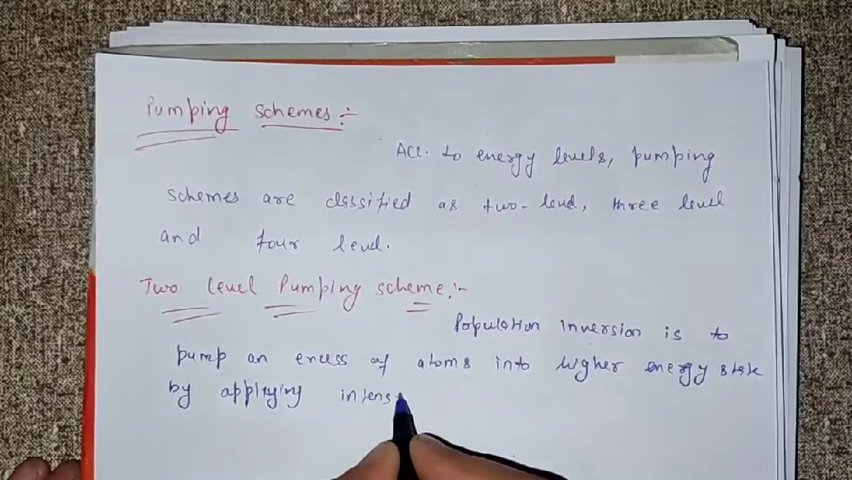 Pumping schemes :-
Acc. to energy levels, pumping
schemes are classified as two-level, three level
and four level.
Two level Pumping scheme :-
Population inversion is to
pump an excess of atoms into higher energy state
by applying intens